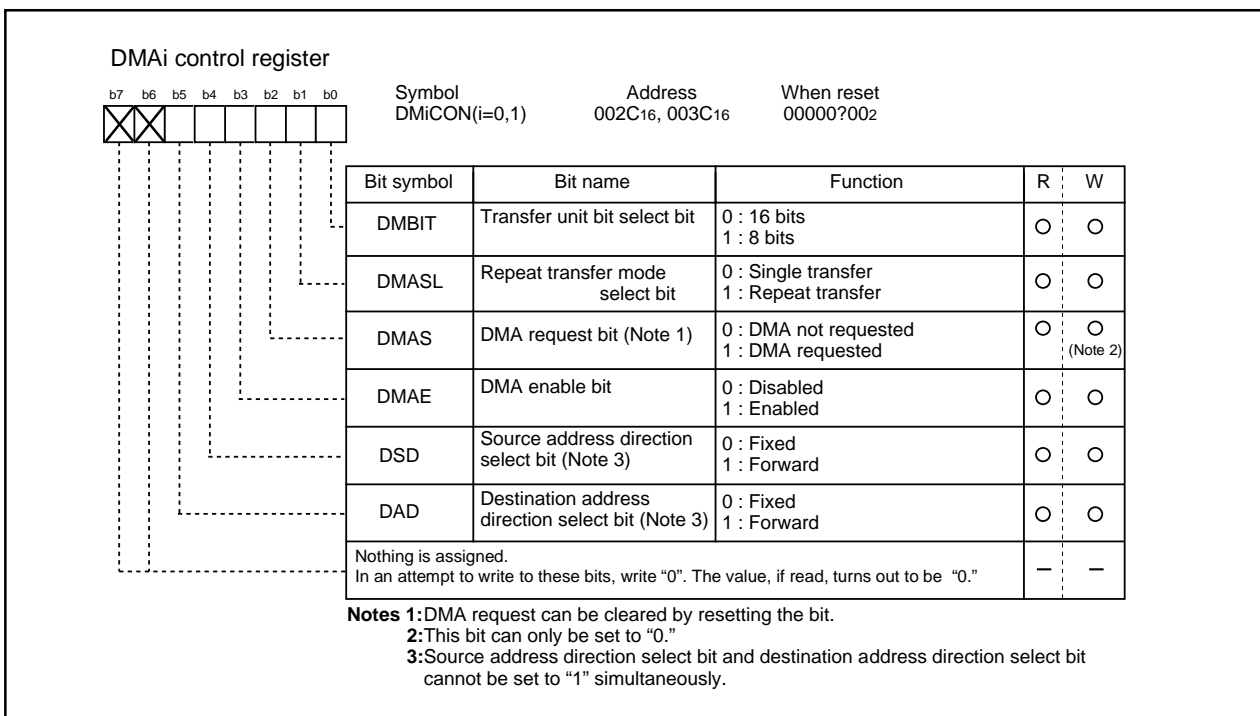 DMAi control register
b7 b6 b5 b4 b3 b2 b1 b0
Symbol Address When reset
DMiCON(i=0,1) 002C16, 003C16 00000?002
Bit symbol Bit name Function R W
DMBIT Transfer unit bit select bit 0 : 16 bits
1 : 8 bits
DMASL Repeat transfer mode
select bit
0 : Single transfer
1 : Repeat transfer
DMAS DMA request bit (Note 1) 0 : DMA not requested
1 : DMA requested
(Note 2)
DMAE DMA enable bit 0 : Disabled
1 : Enabled
DSD Source address direction
select bit (Note 3)
0 : Fixed
1 : Forward
DAD Destination address
direction select bit (Note 3)
0 : Fixed
1 : Forward
Nothing is assigned.
In an attempt to write to these bits, write “0”. The value, if read, turns out to be “0.”
Notes 1:DMA request can be cleared by resetting the bit.
2:This bit can only be set to “0.”
3:Source address direction select bit and destination address direction select bit
cannot be set to “1” simultaneously.